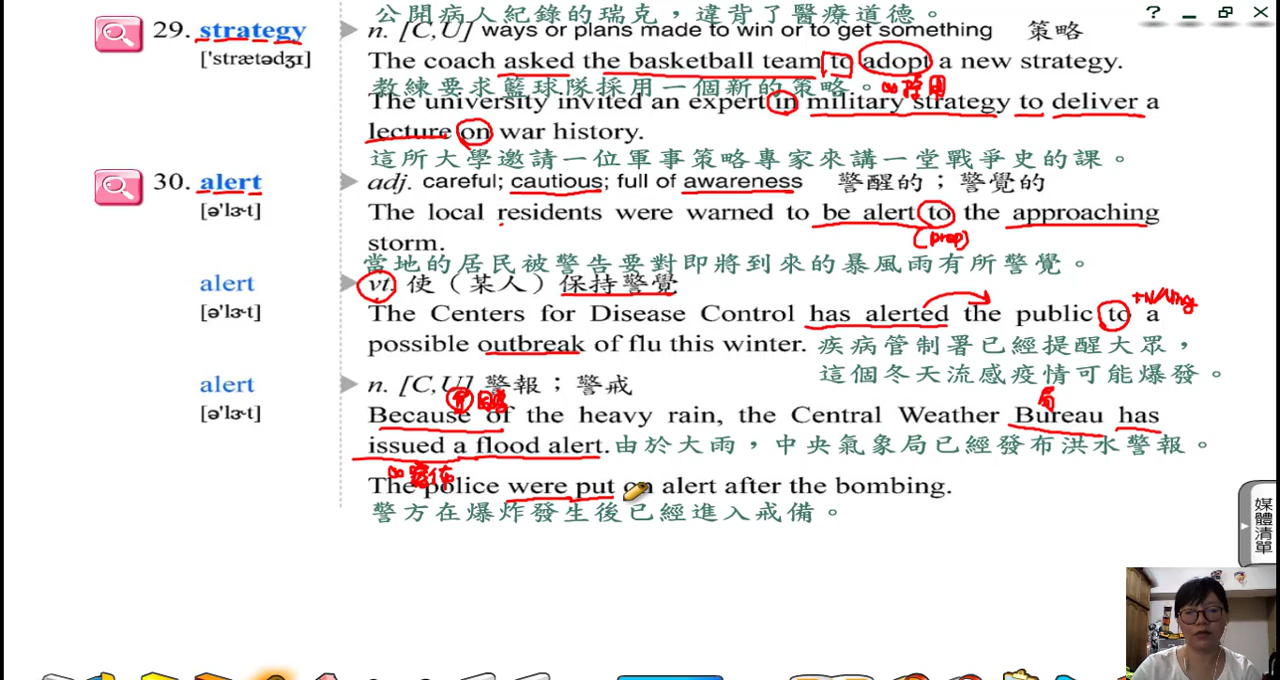 公開病人紀錄的瑞克，違背了醫療道德。
29. strategy n. [C,U] ways or plans made to win or to get something 策略
[ˈstrætədʒɪ] The coach asked the basketball team to adopt a new strategy.
教練要求籃球隊採用一個新的策略。
The university invited an expert in military strategy to deliver a
lecture on war history.
這所大學邀請一位軍事策略專家來講一堂戰爭史的課。
30. alert adj. careful; cautious; full of awareness 警醒的；警覺的
[əˈlɝt] The local residents were warned to be alert to the approaching
(prep)
storm.
當地的居民被警告要對即將到來的暴風雨有所警覺。
alert vt. 使（某人）保持警覺
+N/Ving
[əˈlɝt] The Centers for Disease Control has alerted the public to a
possible outbreak of flu this winter. 疾病管制署已經提醒大眾，
這個冬天流感疫情可能爆發。
alert n. [C,U] 警報；警戒
局
[əˈlɝt] Because of the heavy rain, the Central Weather Bureau has
issued a flood alert. 由於大雨，中央氣象局已經發布洪水警報。
The police were put on alert after the bombing.
警方在爆炸發生後已經進入戒備。
媒體清單